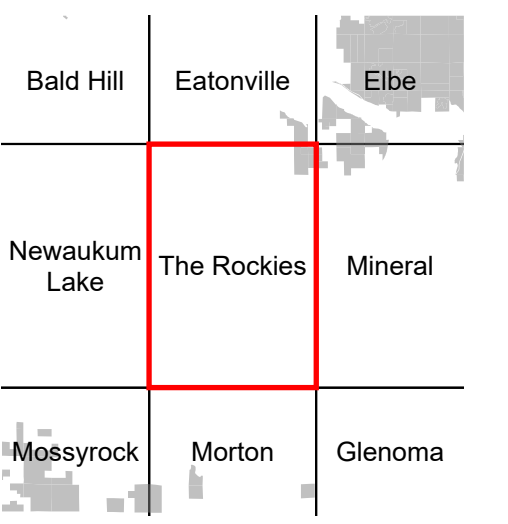 Bald Hill
Eatonville
Elbe
Newaukum
Lake
The Rockies
Mineral
Mossyrock
Morton
Glenoma